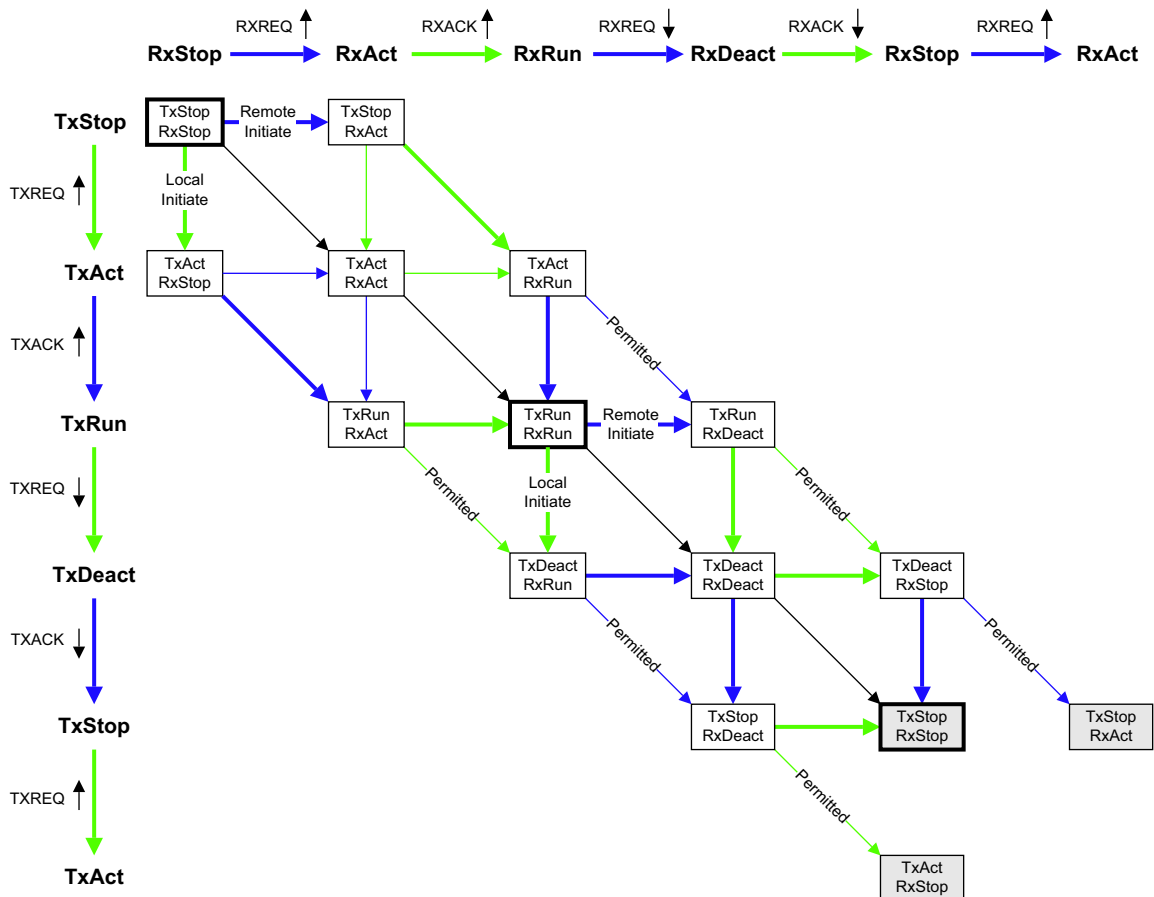 RXREQ
RXACK
RXREQ
RXACK
RXREQ
RxStop
RxAct
RxRun
RxDeact
RxStop
RxAct
TxStop
TxStop
RxStop
Remote
Initiate
TxStop
RxAct
TXREQ
Local
Initiate
TxAct
TxAct
RxStop
TxAct
RxAct
TxAct
RxRun
TXACK
Permitted
TxRun
TxRun
RxAct
TxRun
RxRun
Remote
Initiate
TxRun
RxDeact
TXREQ
Permitted
Local
Initiate
Permitted
TxDeact
TxDeact
RxRun
TxDeact
RxDeact
TxDeact
RxStop
TXACK
Permitted
Permitted
TxStop
TxStop
RxDeact
TxStop
RxStop
TxStop
RxAct
TXREQ
Permitted
TxAct
TxAct
RxStop